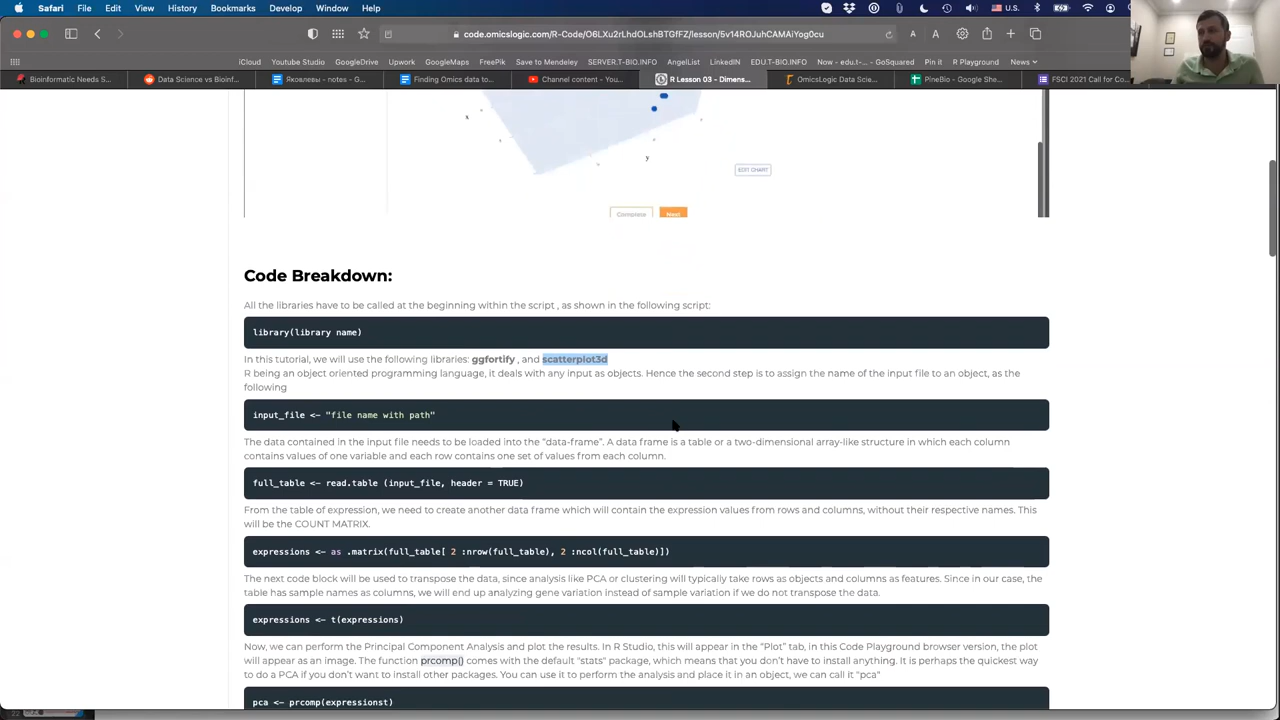 Safari File Edit View History Bookmarks Develop Window Help U.S.
code.omicslogic.com/R-Code/O6LXu2rLhdOLshBTGfFZ/lesson/5v14ROJuhCAMAiYog0cu
iCloud Upwork GoogleDrive GoogleMaps FreePik Save to Mendeley SERVER.T-BIO.INFO AngelList LinkedIN EDU.T-BIO.INFO Now - edu.t-... - GoSquared Pin it R Playground News
Bioinformatic Needs S... Data Science vs Bioinf... Яковлевы - notes - G... Finding Omics data to... Channel content - You... R Lesson 03 - Dimens... OmicsLogic Data Scie... PineBio - Google She... FSCI 2021 Call for Co...
x
y
EDIT CHART
Complete Next
Code Breakdown:
All the libraries have to be called at the beginning within the script , as shown in the following script:
library(library name)
In this tutorial, we will use the following libraries: ggfortify , and scatterplot3d
R being an object oriented programming language, it deals with any input as objects. Hence the second step is to assign the name of the input file to an object, as the
following
input_file <- "file name with path"
The data contained in the input file needs to be loaded into the "data-frame". A data frame is a table or a two-dimensional array-like structure in which each column
contains values of one variable and each row contains one set of values from each column.
full_table <- read.table (input_file, header = TRUE)
From the table of expression, we need to create another data frame which will contain the expression values from rows and columns, without their respective names. This
will be the COUNT MATRIX.
expressions <- as .matrix(full_table[ 2 :nrow(full_table), 2 :ncol(full_table)])
The next code block will be used to transpose the data, since analysis like PCA or clustering will typically take rows as objects and columns as features. Since in our case, the
table has sample names as columns, we will end up analyzing gene variation instead of sample variation if we do not transpose the data.
expressions <- t(expressions)
Now, we can perform the Principal Component Analysis and plot the results. In R Studio, this will appear in the "Plot" tab, in this Code Playground browser version, the plot
will appear as an image. The function prcomp() comes with the default "stats" package, which means that you don't have to install anything. It is perhaps the quickest way
to do a PCA if you don't want to install other packages. You can use it to perform the analysis and place it in an object, we can call it "pca"
pca <- prcomp(expressionst)